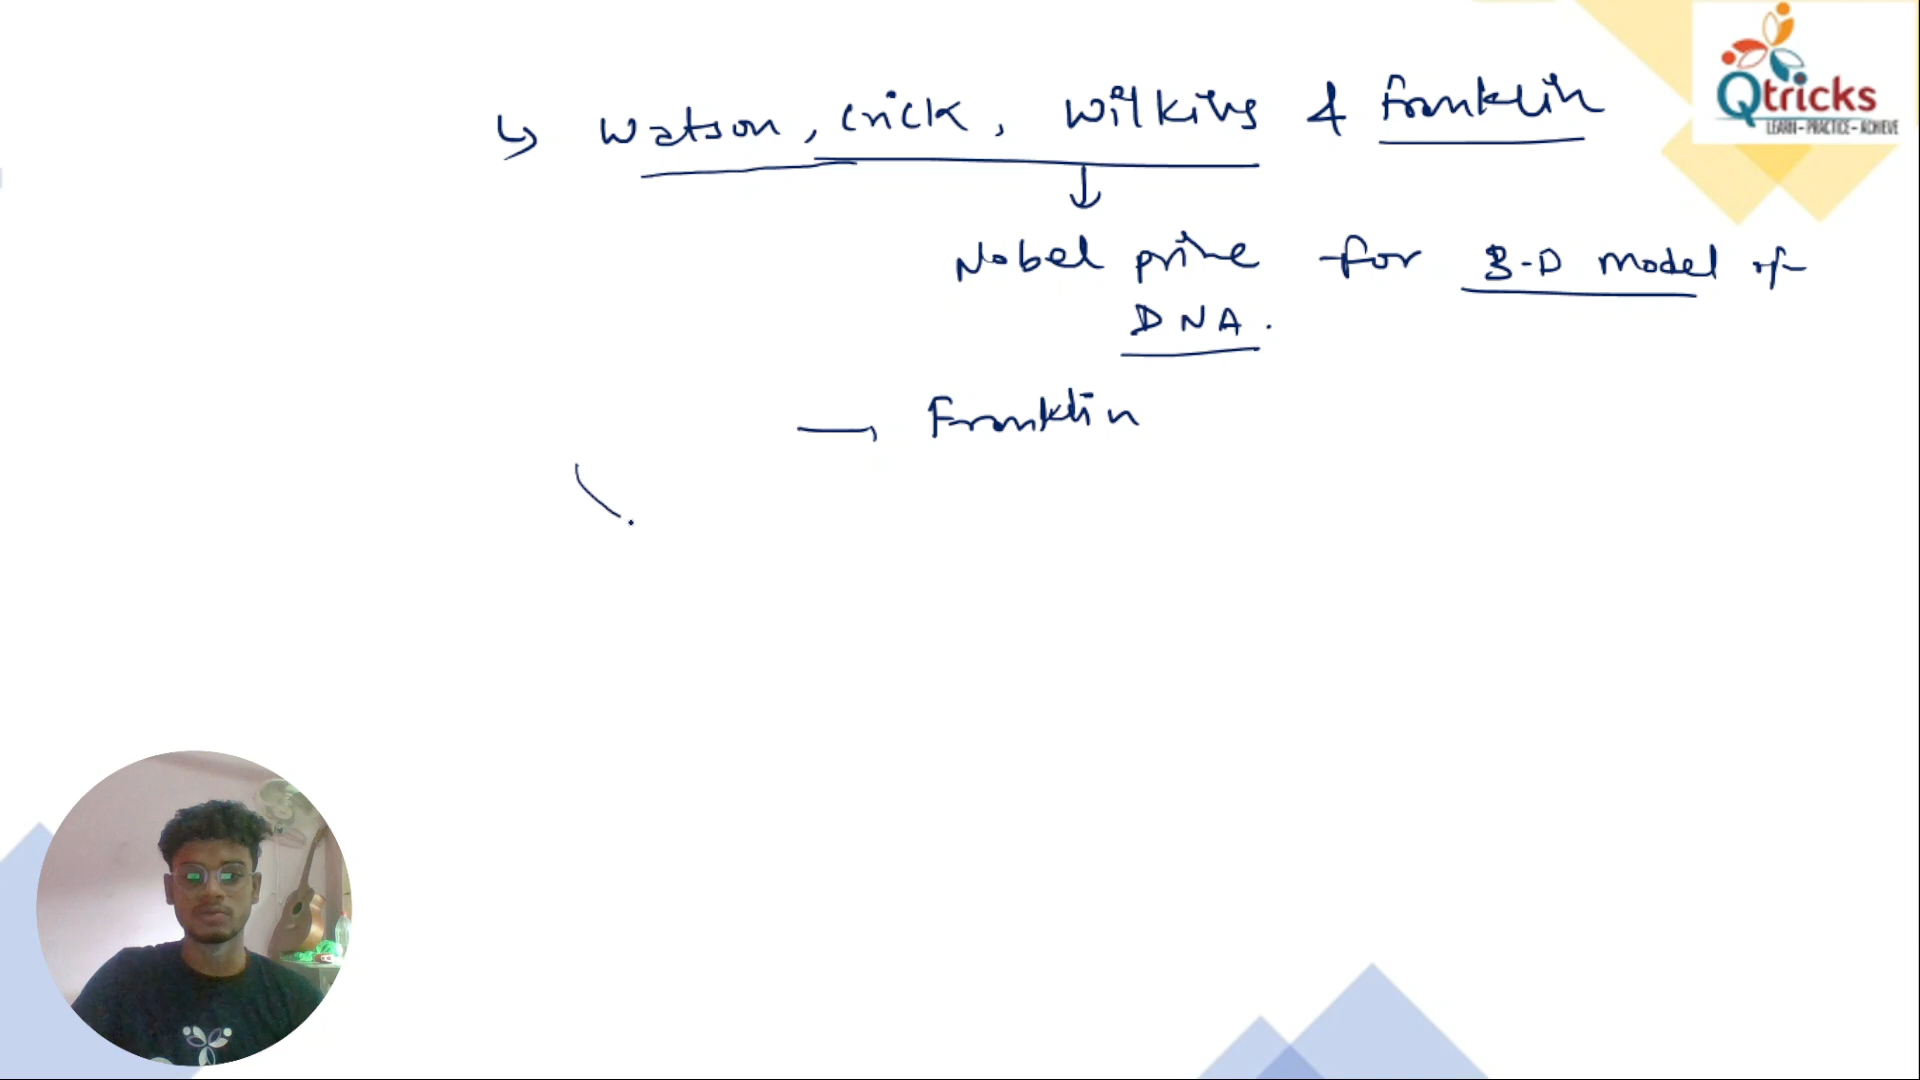 Qtricks
LEARN – PRACTICE – ACHIEVE
↳ Watson, Crick, Wilkins & Franklin
↓
Nobel prize for 3-D model of
DNA.
→ Franklin